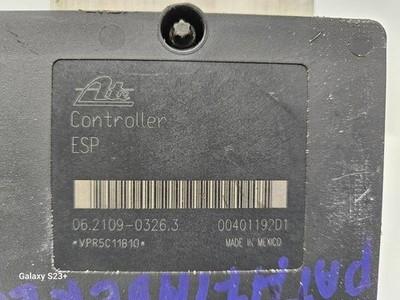 Ate
Controller
ESP
06.2109-0326.3 00401192D1
*VPR5C11B10* MADE IN MEXICO
Galaxy S23+